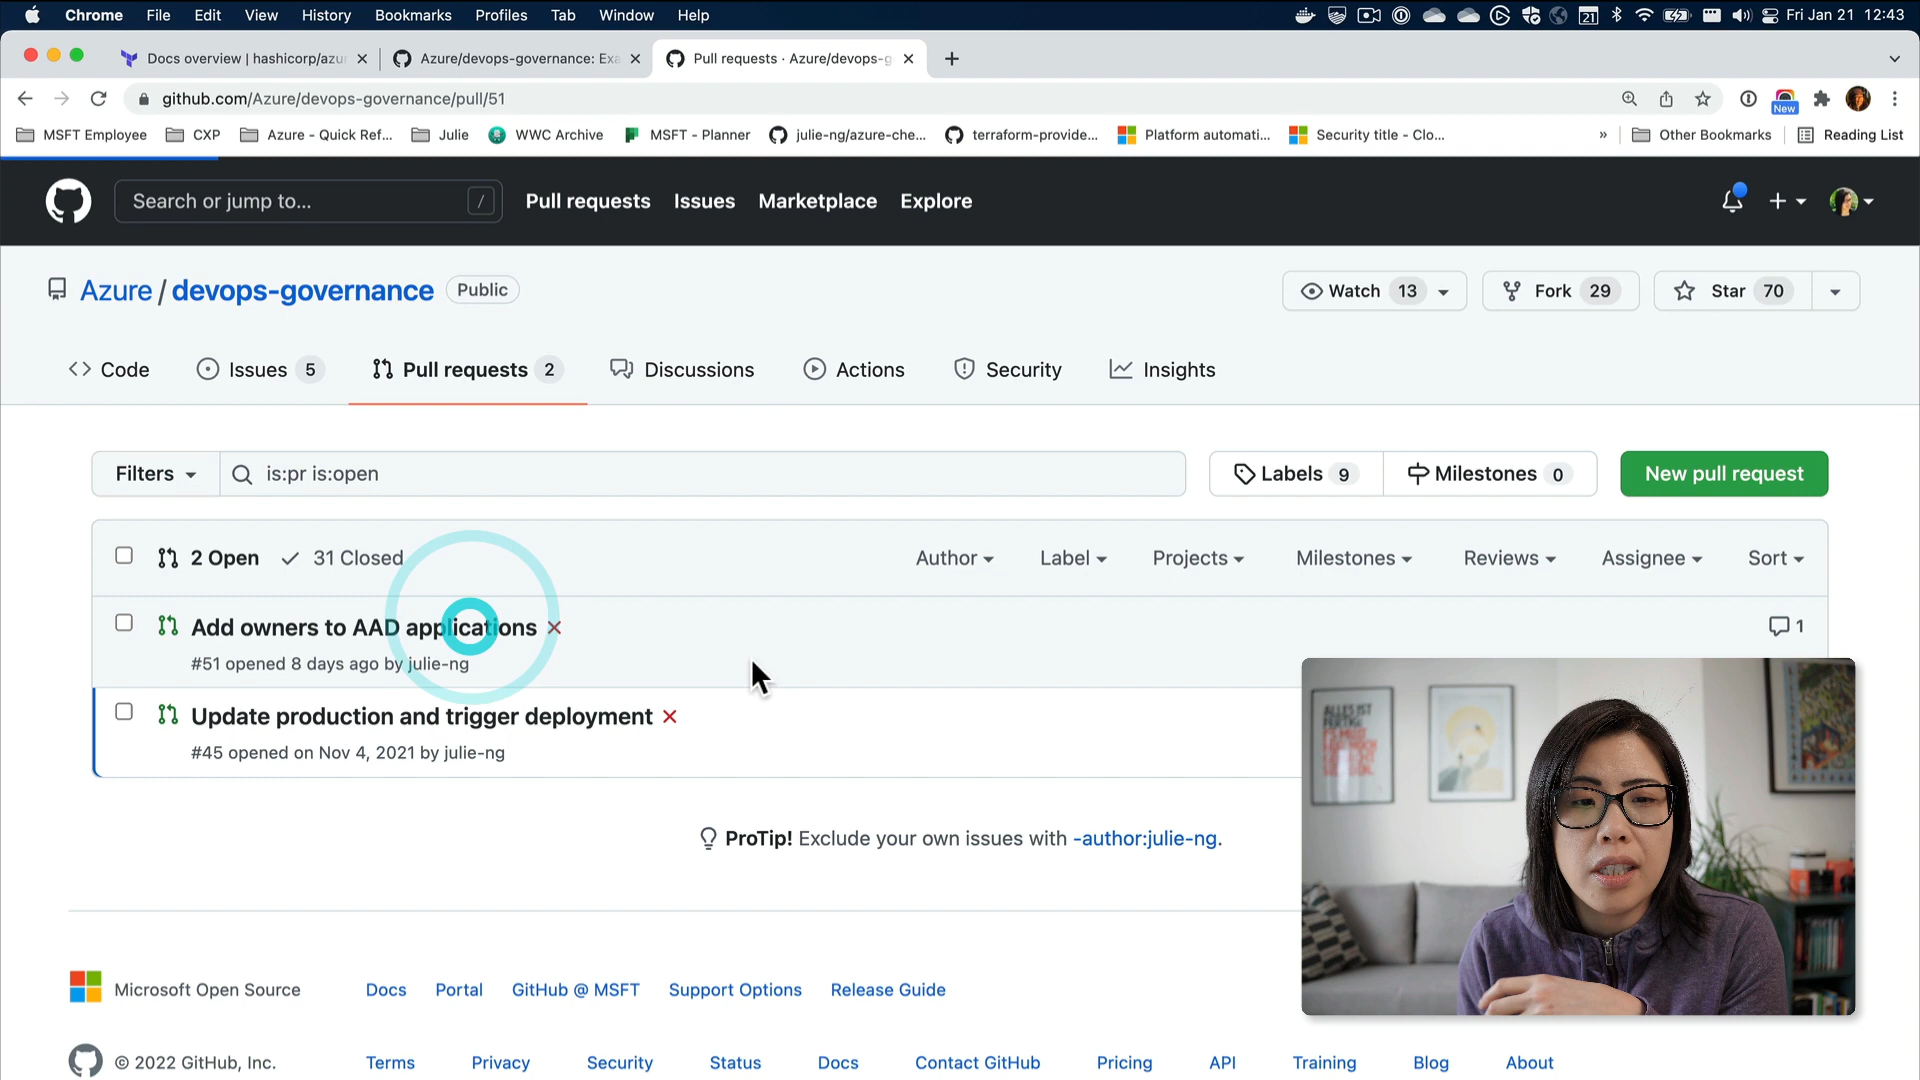 Chrome File Edit View History Bookmarks Profiles Tab Window Help 21 Fri Jan 21 12:43
Docs overview | hashicorp/azur Azure/devops-governance: Exa Pull requests · Azure/devops-g
github.com/Azure/devops-governance/pull/51 New
MSFT Employee CXP Azure - Quick Ref... Julie WWC Archive MSFT - Planner julie-ng/azure-che... terraform-provide... Platform automati... Security title - Clo... » Other Bookmarks Reading List
Search or jump to... / Pull requests Issues Marketplace Explore
Azure / devops-governance Public Watch 13 Fork 29 Star 70
Code Issues 5 Pull requests 2 Discussions Actions Security Insights
Filters is:pr is:open Labels 9 Milestones 0 New pull request
2 Open 31 Closed Author Label Projects Milestones Reviews Assignee Sort
Add owners to AAD applications 1
#51 opened 8 days ago by julie-ng
Update production and trigger deployment
#45 opened on Nov 4, 2021 by julie-ng
ProTip! Exclude your own issues with -author:julie-ng.
ALLES IST
FERTIG
Microsoft Open Source Docs Portal GitHub @ MSFT Support Options Release Guide
© 2022 GitHub, Inc. Terms Privacy Security Status Docs Contact GitHub Pricing API Training Blog About